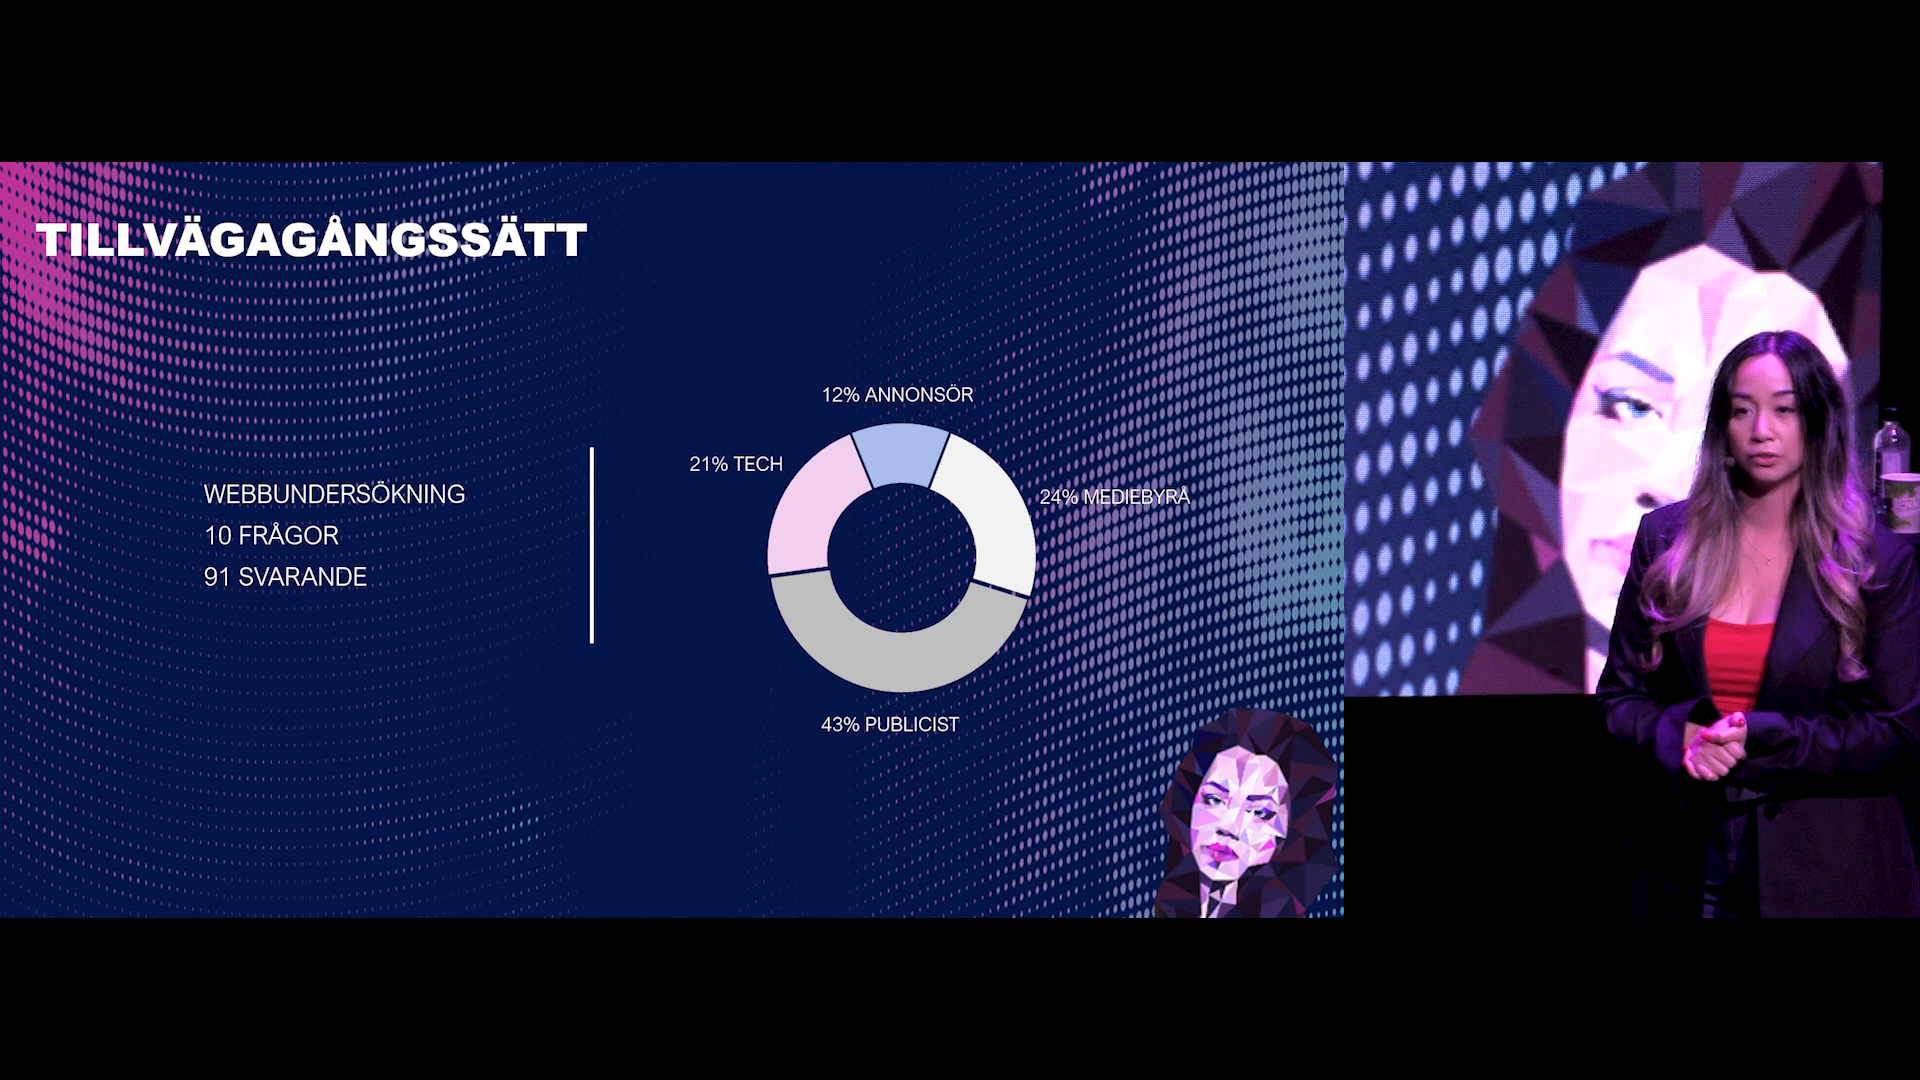 TILLVÄGAGÅNGSSÄTT
WEBBUNDERSÖKNING
10 FRÅGOR
91 SVARANDE
12% ANNONSÖR
21% TECH
24% MEDIEBYRÅ
43% PUBLICIST